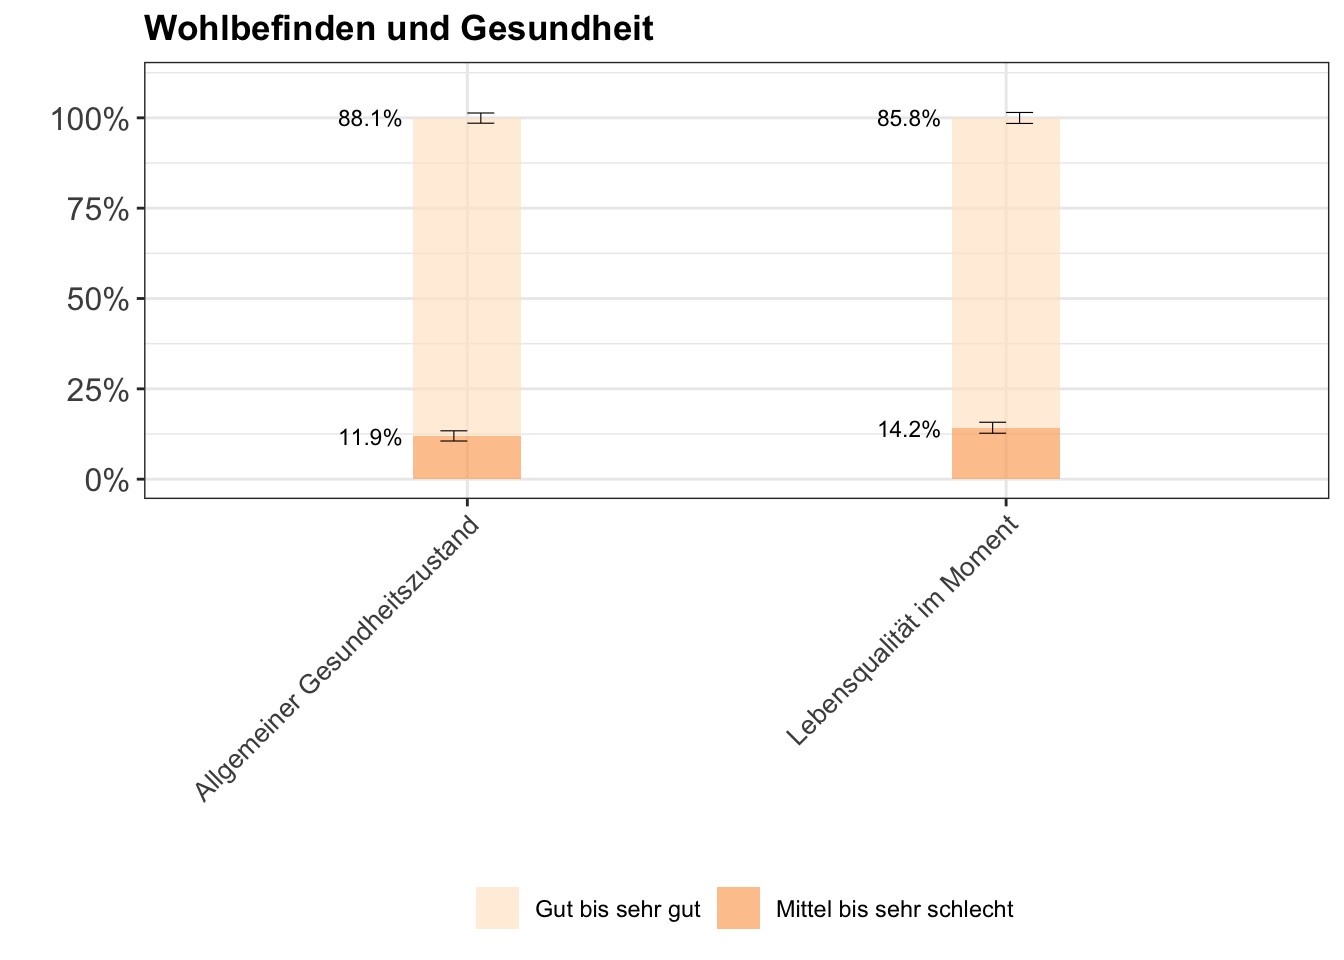 Wohlbefinden und Gesundheit
100%
75%
50%
25%
0%
88.1%
85.8%
11.9%
14.2%
Allgemeiner Gesundheitszustand
Lebensqualität im Moment
Gut bis sehr gut
Mittel bis sehr schlecht